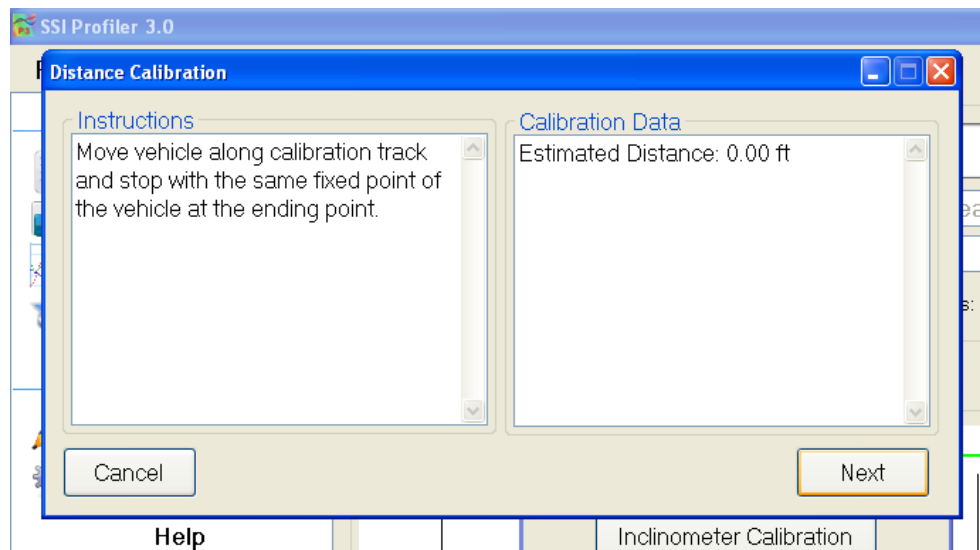 SSI Profiler 3.0
Distance Calibration
Instructions
Move vehicle along calibration track
and stop with the same fixed point of
the vehicle at the ending point.
Calibration Data
Estimated Distance: 0.00 ft
Cancel
Next
Help
Inclinometer Calibration